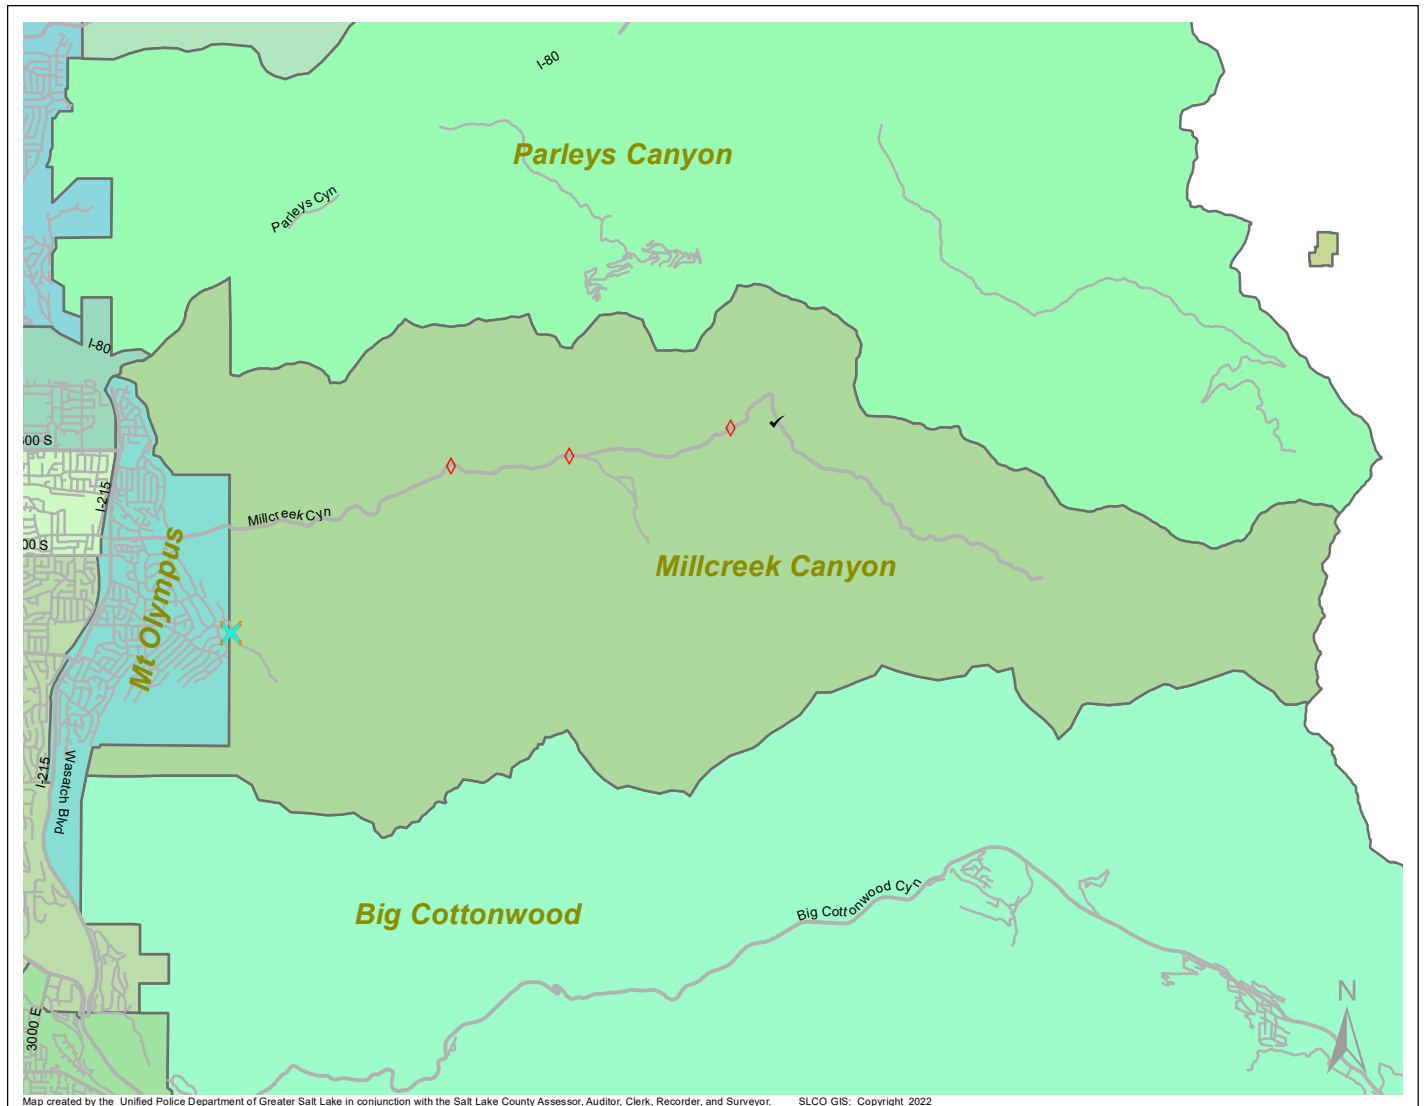 I-80
Parleys Canyon
Parleys Cyn
I-80
00 S
I-215
Millcreek Cyn
00 S
Millcreek Canyon
Mt Olympus
I-215
Wasatch Blvd
Big Cottonwood Cyn
Big Cottonwood
N
3000 E
Map created by the Unified Police Department of Greater Salt Lake in conjunction with the Salt Lake County Assessor, Auditor, Clerk, Recorder, and Surveyor. SLCO GIS: Copyright 2022